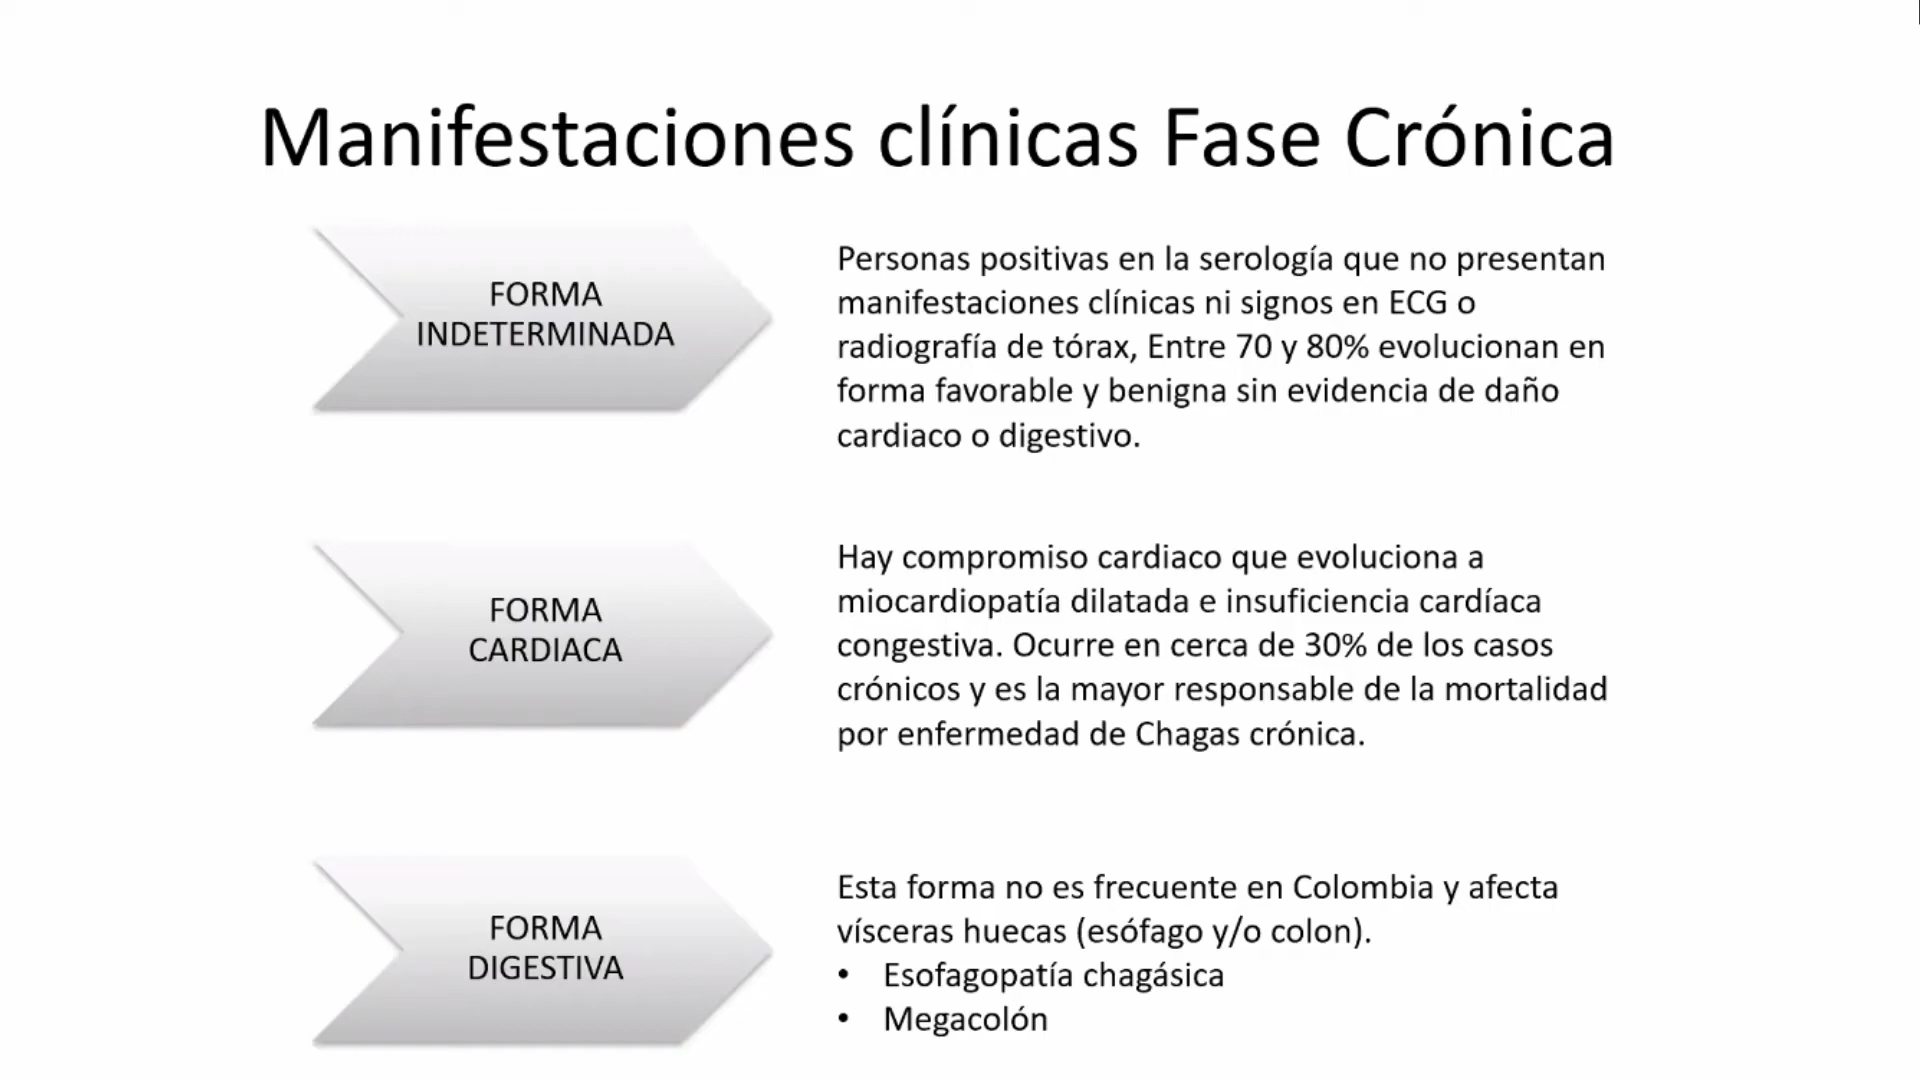 Manifestaciones clínicas Fase Crónica
FORMA
INDETERMINADA
Personas positivas en la serología que no presentan
manifestaciones clínicas ni signos en ECG o
radiografía de tórax, Entre 70 y 80% evolucionan en
forma favorable y benigna sin evidencia de daño
cardiaco o digestivo.
FORMA
CARDIACA
Hay compromiso cardiaco que evoluciona a
miocardiopatía dilatada e insuficiencia cardíaca
congestiva. Ocurre en cerca de 30% de los casos
crónicos y es la mayor responsable de la mortalidad
por enfermedad de Chagas crónica.
FORMA
DIGESTIVA
Esta forma no es frecuente en Colombia y afecta
vísceras huecas (esófago y/o colon).
• Esofagopatía chagásica
• Megacolón